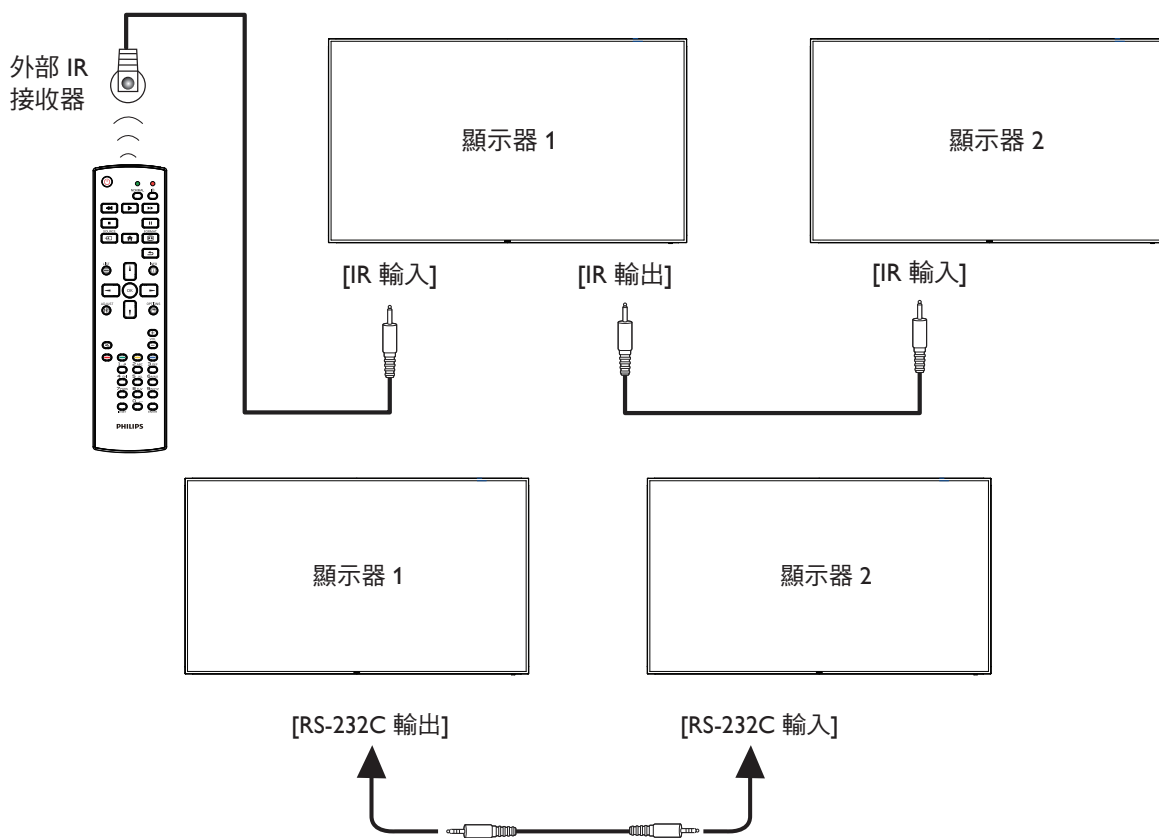 外部 IR
接收器
顯示器 1
顯示器 2
[IR 輸入]
[IR 輸出]
[IR 輸入]
OK
PHILIPS
顯示器 1
顯示器 2
[RS-232C 輸出]
[RS-232C 輸入]